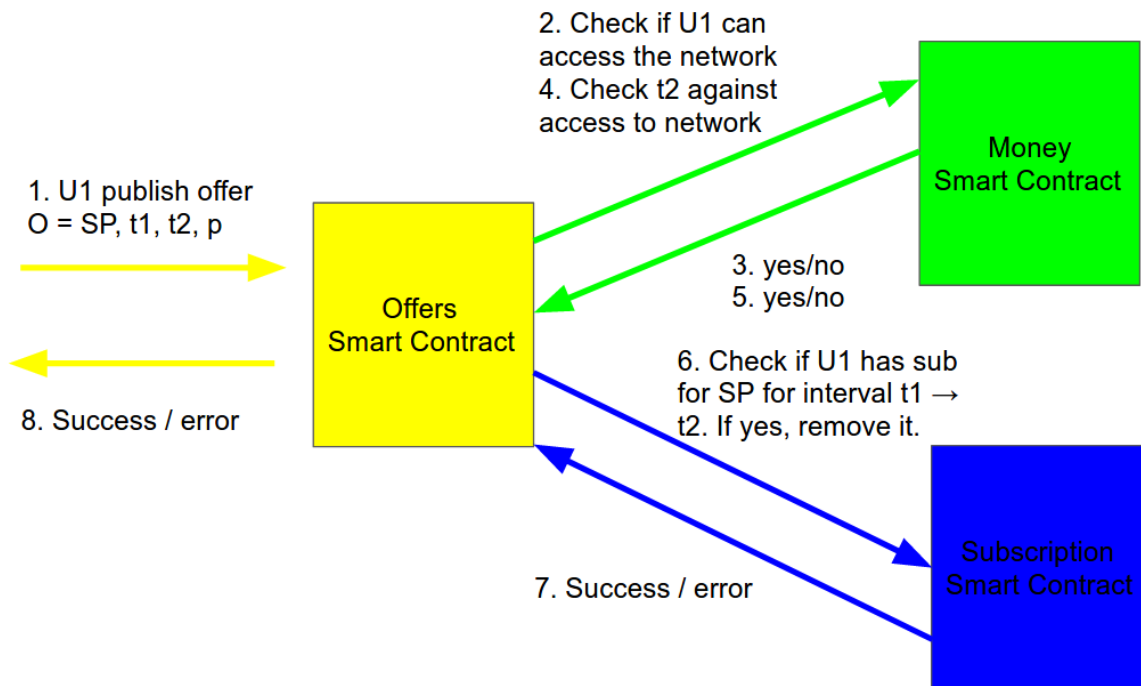 2. Check if U1 can
access the network
4. Check t2 against
access to network
Money
Smart Contract
1. U1 publish offer
O = SP, t1, t2, p
3. yes/no
5. yes/no
Offers
Smart Contract
6. Check if U1 has sub
for SP for interval t1 →
t2. If yes, remove it.
8. Success / error
Subscription
Smart Contract
7. Success / error